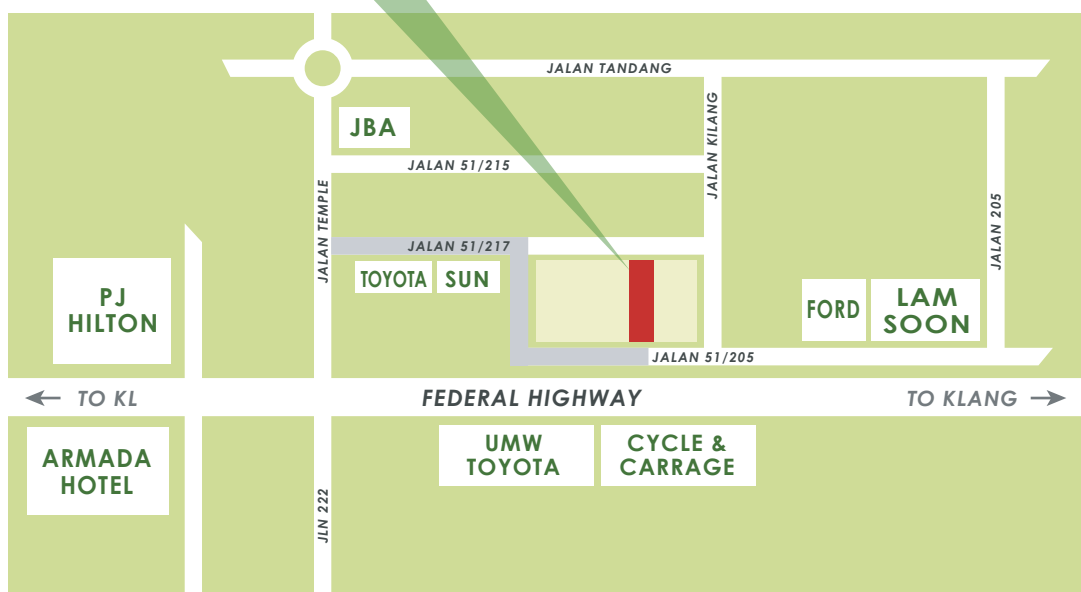 JALAN TANDANG
JBA
JALAN KILANG
JALAN 51/215
JALAN TEMPLE
JALAN 205
JALAN 51/217
TOYOTA
SUN
PJ
HILTON
FORD
LAM
SOON
JALAN 51/205
TO KL
FEDERAL HIGHWAY
TO KLANG
ARMADA
HOTEL
UMW
TOYOTA
CYCLE &
CARRAGE
JLN 222